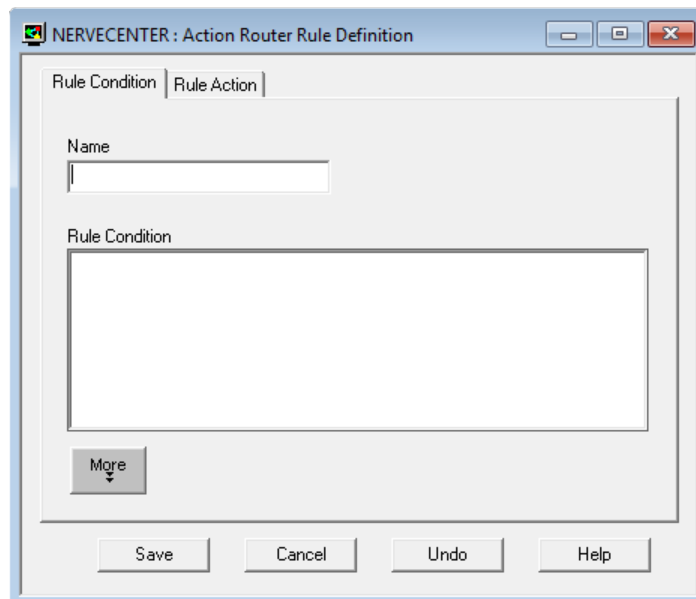 NERVECENTER : Action Router Rule Definition
Rule Condition Rule Action
Name
Rule Condition
More
Save Cancel Undo Help